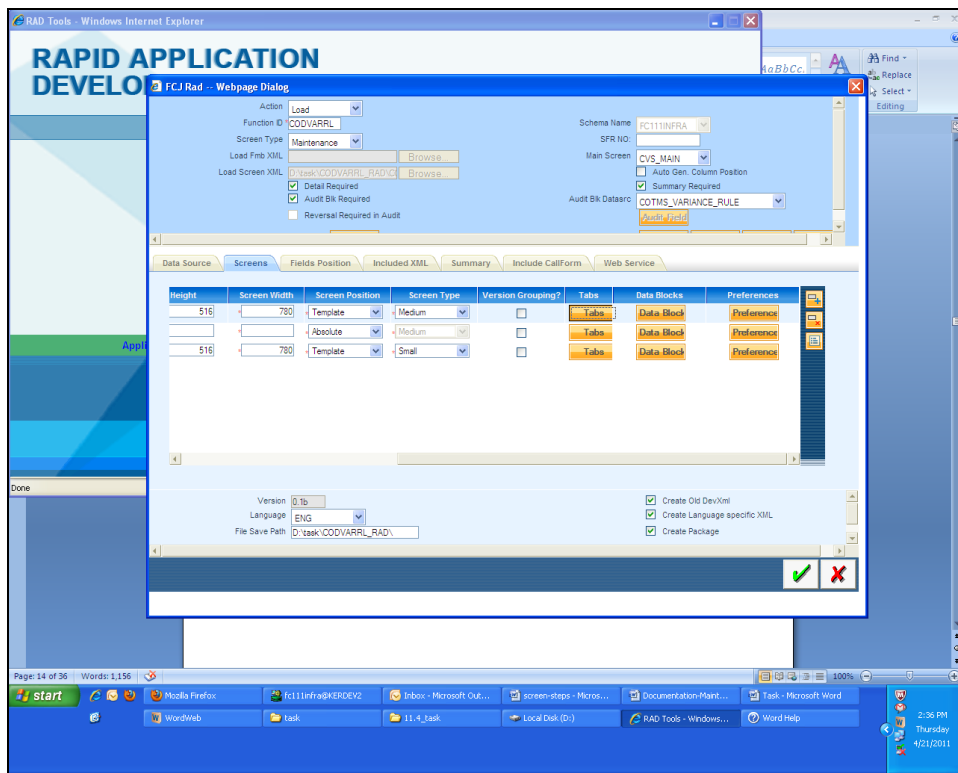 RAD Tools - Windows Internet Explorer
RAPID APPLICATION
DEVELO
AaBbCc.
Find
Replace
Select
Editing
FCJ Rad -- Webpage Dialog
Action Load
Function ID *CODVARRL
Schema Name FC111INFRA
Screen Type Maintenance
SFR NO:
Load Fmb XML Browse...
Main Screen CVS_MAIN
Load Screen XML D:\task\CODVARRL_RAD\C Browse...
Auto Gen. Column Position
Detail Required
Summary Required
Audit Blk Required
Audit Blk Datasrc COTMS_VARIANCE_RULE
Reversal Required in Audit
Audit Field
Data Source Screens Fields Position Included XML Summary Include CallForm Web Service
Height Screen Width Screen Position Screen Type Version Grouping? Tabs Data Blocks Preferences
516 * 780 * Template * Medium Tabs Data Block Preference
* * Absolute * Medium Tabs Data Block Preference
516 * 780 * Template * Small Tabs Data Block Preference
Appli
Done
Version 0.1b
Create Old DevXml
Language ENG
Create Language specific XML
File Save Path D:\task\CODVARRL_RAD\
Create Package
Page: 14 of 36 Words: 1,156
100%
start
Mozilla Firefox
fc111infra@KERDEV2
Inbox - Microsoft Out...
screen-steps - Micros...
Documentation-Maint...
Task - Microsoft Word
WordWeb
task
11.4_task
Local Disk (D:)
RAD Tools - Windows...
Word Help
2:36 PM
Thursday
4/21/2011